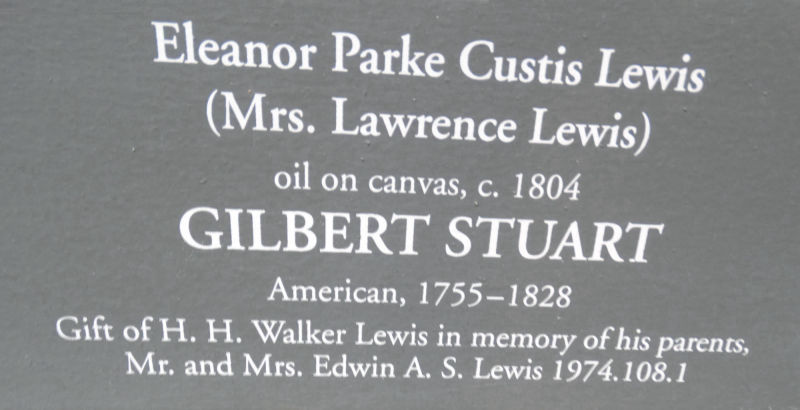 Eleanor Parke Custis Lewis
(Mrs. Lawrence Lewis)
oil on canvas, c. 1804
GILBERT STUART
American, 1755–1828
Gift of H. H. Walker Lewis in memory of his parents,
Mr. and Mrs. Edwin A. S. Lewis 1974.108.1